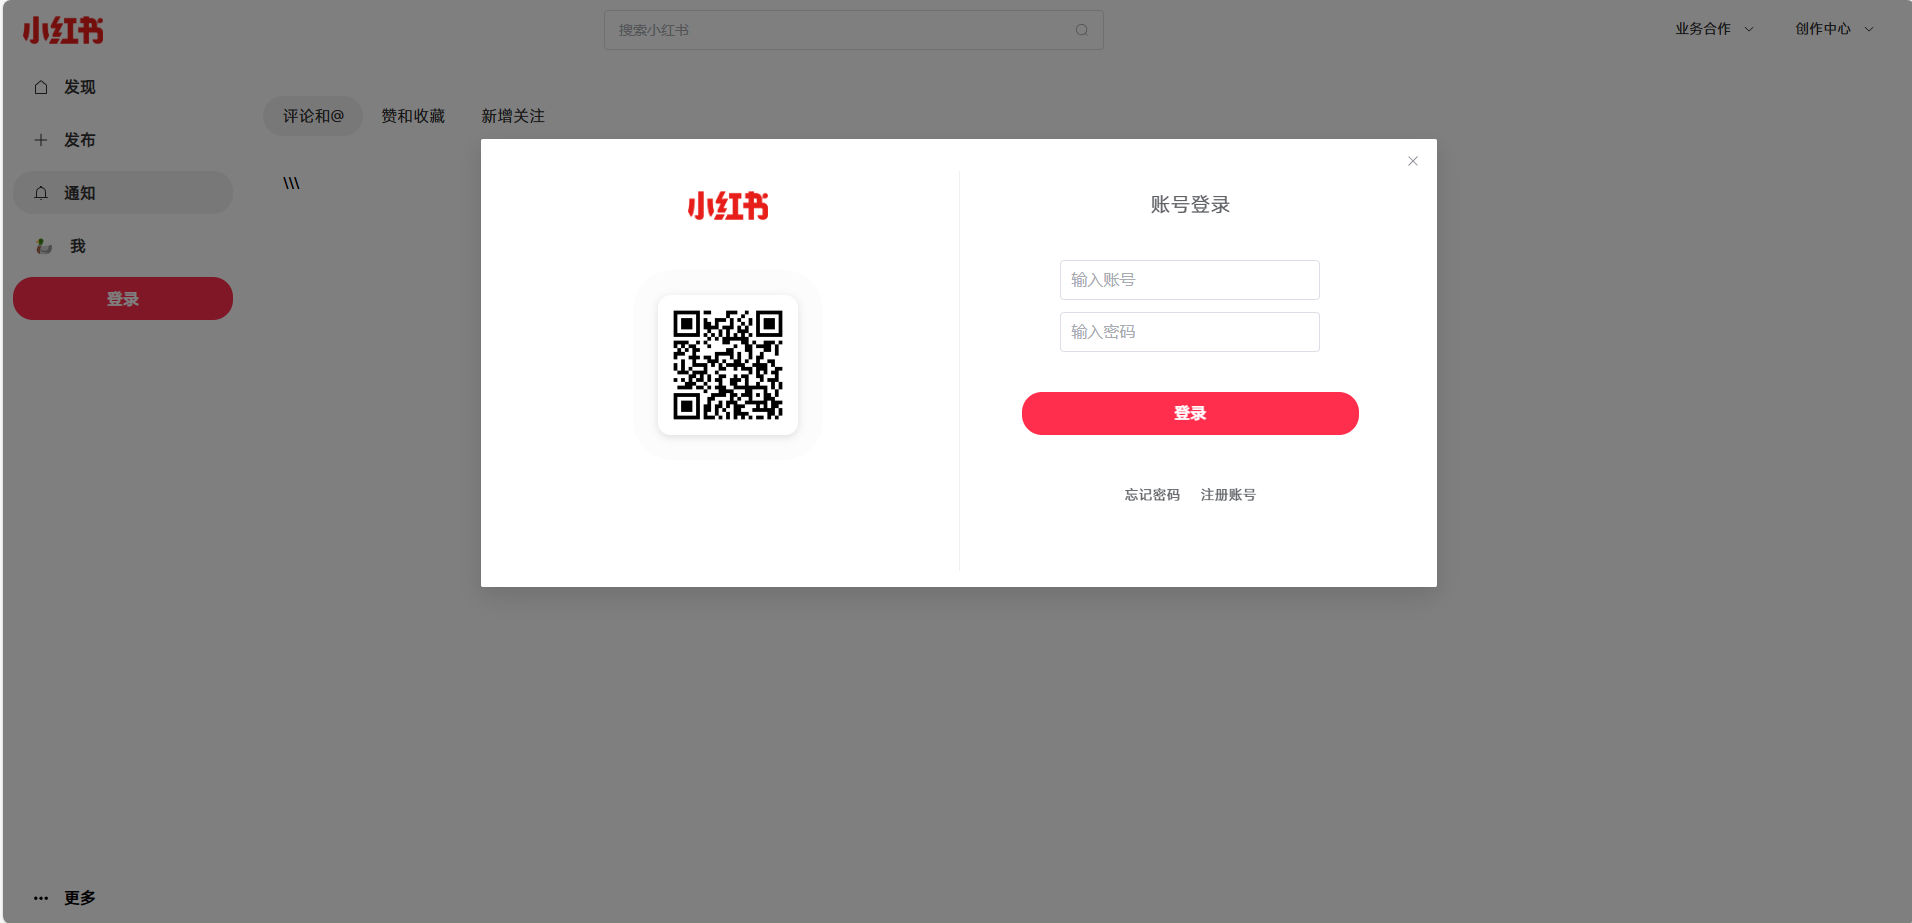 小红书
搜索小红书
业务合作
创作中心
发现
发布
通知
我
登录
更多
评论和@
赞和收藏
新增关注
\\\
小红书
账号登录
输入账号
输入密码
登录
忘记密码
注册账号